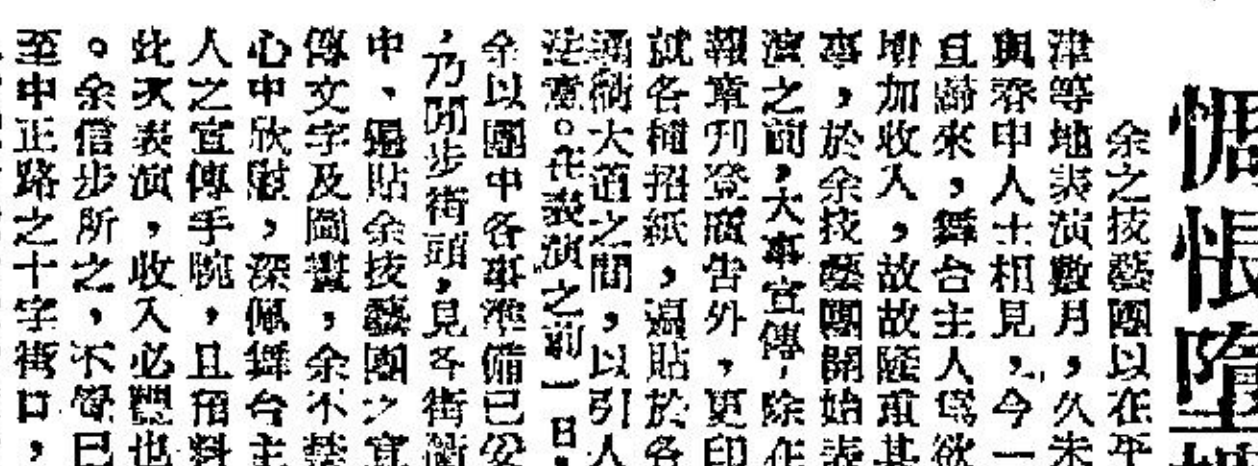 惆悵墮
余之技藝團以在平
津等地表演數月，久未
與春申人士相見，今一
旦歸來，舞台主人爲欲
增加收入，故故隆重其
事，於余技藝團開始表
演之前，大事宣傳，除在
報章刊登廣告外，更印
就各種招紙，遍貼於各
通衢大道之間，以引人
注意。在表演之前一日，
余以團中各事準備已妥
，乃閒步街頭，見各街衢
中，遍貼余技藝團之宣
傳文字及圖畫，余不禁
心中欣慰，深佩舞台主
人之宣傳手腕，且預料
此次表演，收入必豐也
。余信步所之，不覺已
至中正路之十字街口，